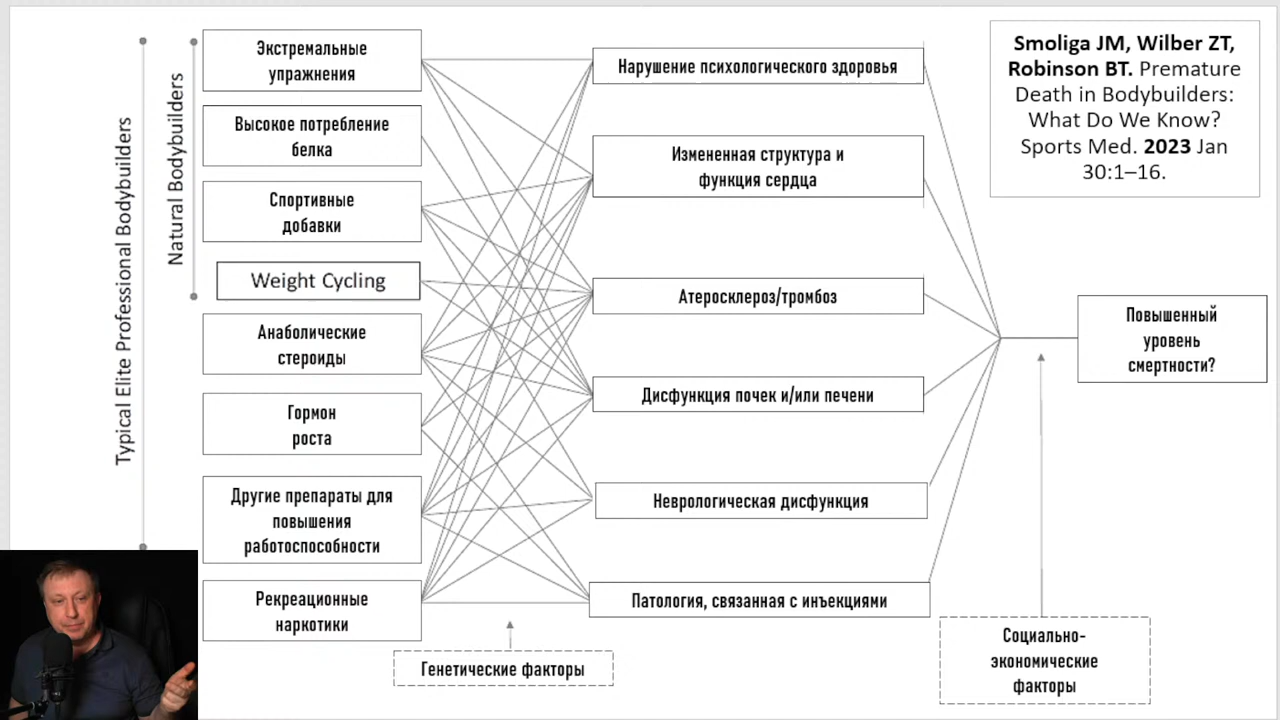 Typical Elite Professional Bodybuilders
Natural Bodybuilders
Экстремальные
упражнения
Высокое потребление
белка
Спортивные
добавки
Weight Cycling
Анаболические
стероиды
Гормон
роста
Другие препараты для
повышения
работоспособности
Рекреационные
наркотики
Генетические факторы
Нарушение психологического здоровья
Измененная структура и
функция сердца
Атеросклероз/тромбоз
Дисфункция почек и/или печени
Неврологическая дисфункция
Патология, связанная с инъекциями
Smoliga JM, Wilber ZT,
Robinson BT. Premature
Death in Bodybuilders:
What Do We Know?
Sports Med. 2023 Jan
30:1–16.
Повышенный
уровень
смертности?
Социально-
экономические
факторы